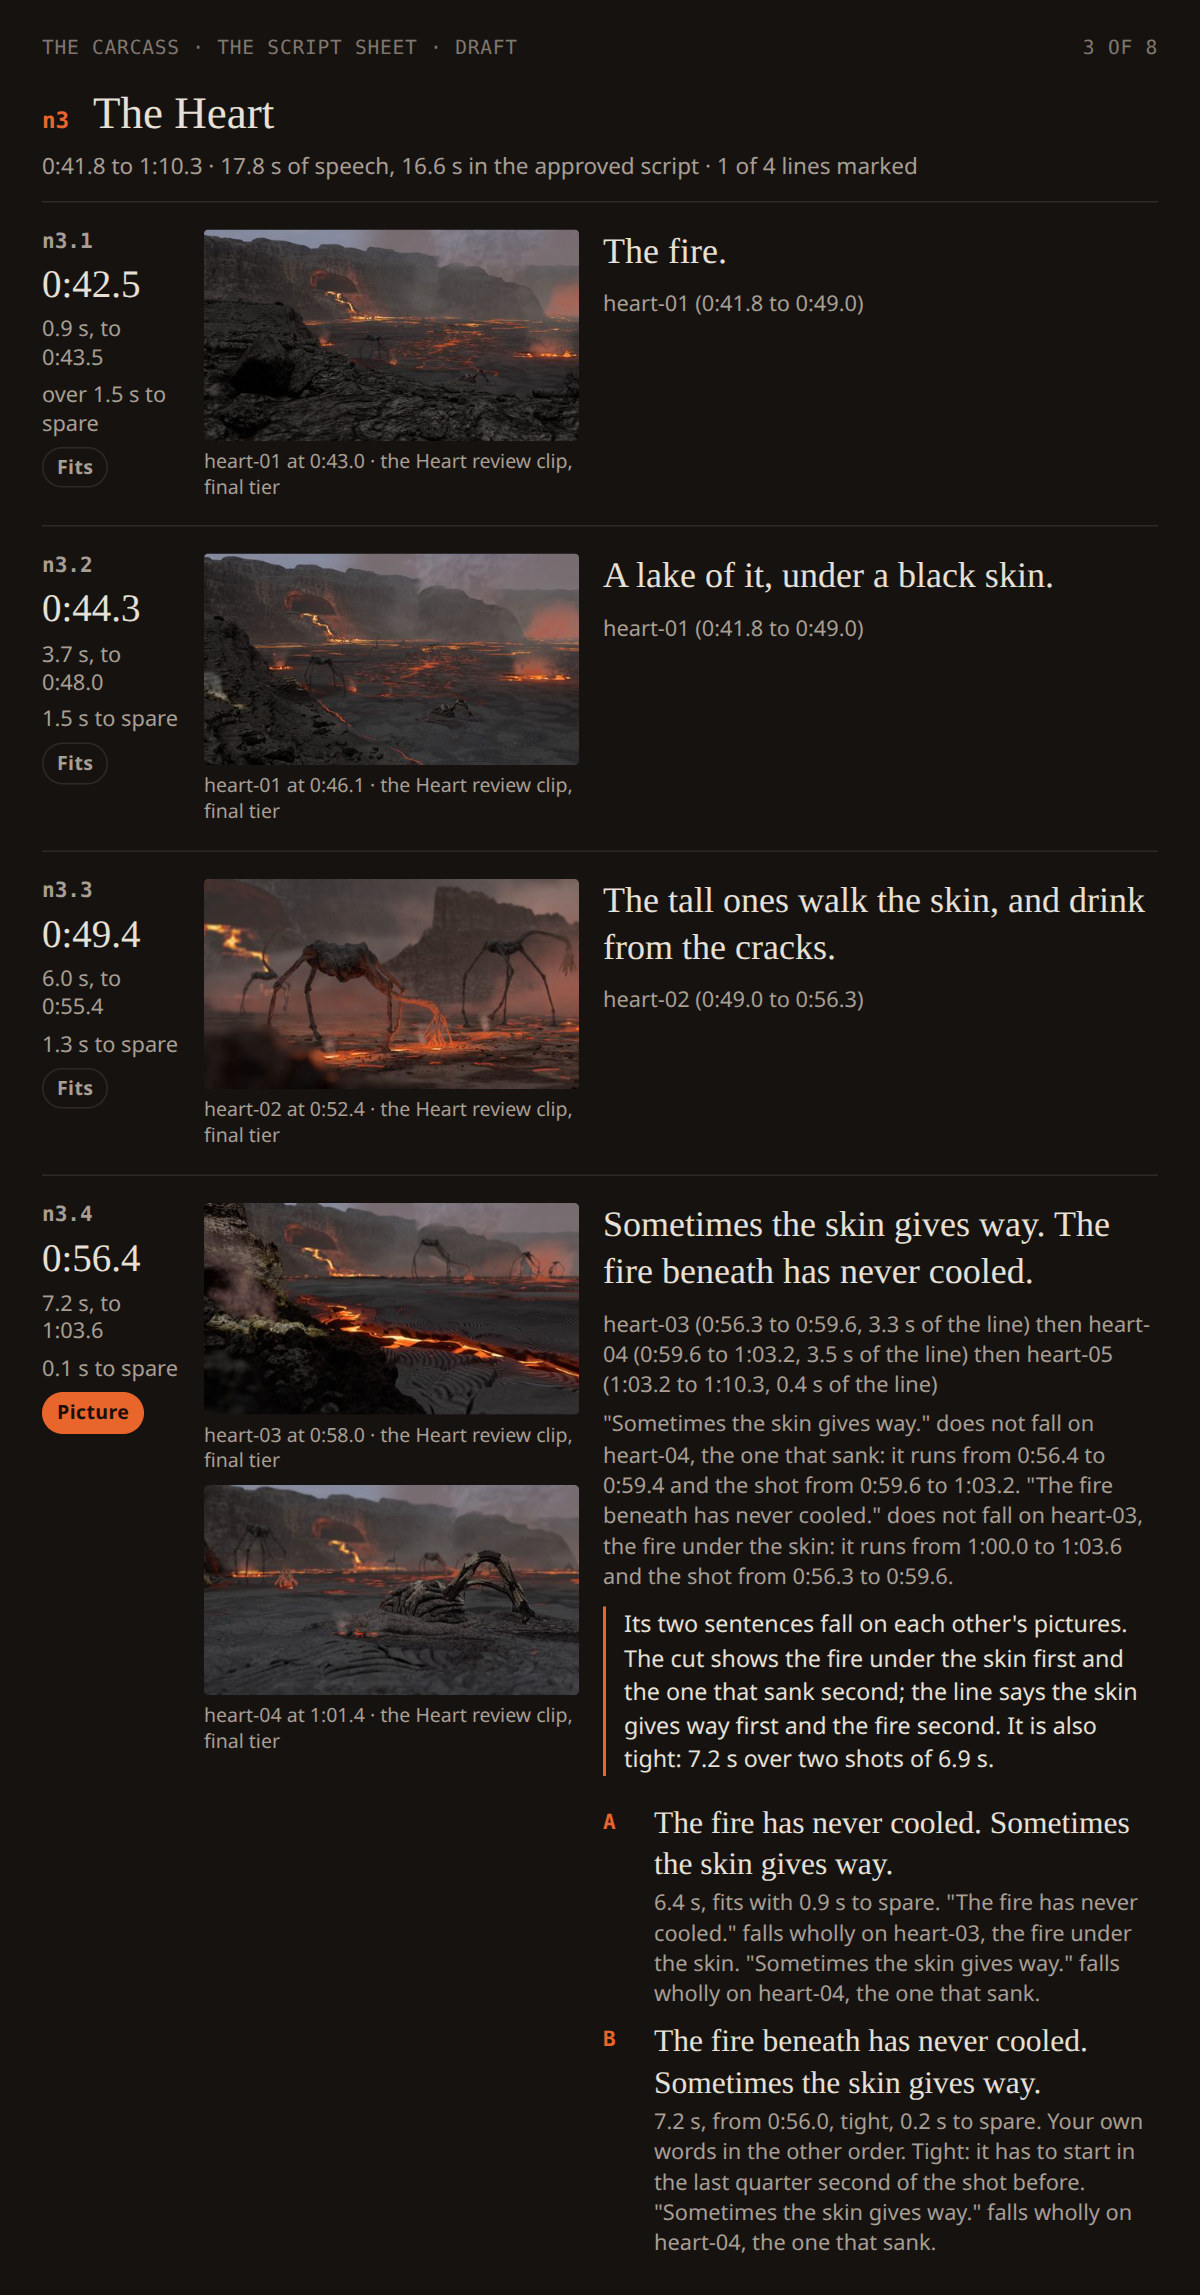 THE CARCASS · THE SCRIPT SHEET · DRAFT
3 OF 8
n3 The Heart
0:41.8 to 1:10.3 · 17.8 s of speech, 16.6 s in the approved script · 1 of 4 lines marked
n3.1
0:42.5
0.9 s, to
0:43.5
over 1.5 s to
spare
Fits
heart-01 at 0:43.0 · the Heart review clip,
final tier
The fire.
heart-01 (0:41.8 to 0:49.0)
n3.2
0:44.3
3.7 s, to
0:48.0
1.5 s to spare
Fits
heart-01 at 0:46.1 · the Heart review clip,
final tier
A lake of it, under a black skin.
heart-01 (0:41.8 to 0:49.0)
n3.3
0:49.4
6.0 s, to
0:55.4
1.3 s to spare
Fits
heart-02 at 0:52.4 · the Heart review clip,
final tier
The tall ones walk the skin, and drink
from the cracks.
heart-02 (0:49.0 to 0:56.3)
n3.4
0:56.4
7.2 s, to
1:03.6
0.1 s to spare
Picture
heart-03 at 0:58.0 · the Heart review clip,
final tier
heart-04 at 1:01.4 · the Heart review clip,
final tier
Sometimes the skin gives way. The
fire beneath has never cooled.
heart-03 (0:56.3 to 0:59.6, 3.3 s of the line) then heart-
04 (0:59.6 to 1:03.2, 3.5 s of the line) then heart-05
(1:03.2 to 1:10.3, 0.4 s of the line)
"Sometimes the skin gives way." does not fall on
heart-04, the one that sank: it runs from 0:56.4 to
0:59.4 and the shot from 0:59.6 to 1:03.2. "The fire
beneath has never cooled." does not fall on heart-03,
the fire under the skin: it runs from 1:00.0 to 1:03.6
and the shot from 0:56.3 to 0:59.6.
Its two sentences fall on each other's pictures.
The cut shows the fire under the skin first and
the one that sank second; the line says the skin
gives way first and the fire second. It is also
tight: 7.2 s over two shots of 6.9 s.
A
The fire has never cooled. Sometimes
the skin gives way.
6.4 s, fits with 0.9 s to spare. "The fire has never
cooled." falls wholly on heart-03, the fire under
the skin. "Sometimes the skin gives way." falls
wholly on heart-04, the one that sank.
B
The fire beneath has never cooled.
Sometimes the skin gives way.
7.2 s, from 0:56.0, tight, 0.2 s to spare. Your own
words in the other order. Tight: it has to start in
the last quarter second of the shot before.
"Sometimes the skin gives way." falls wholly on
heart-04, the one that sank.